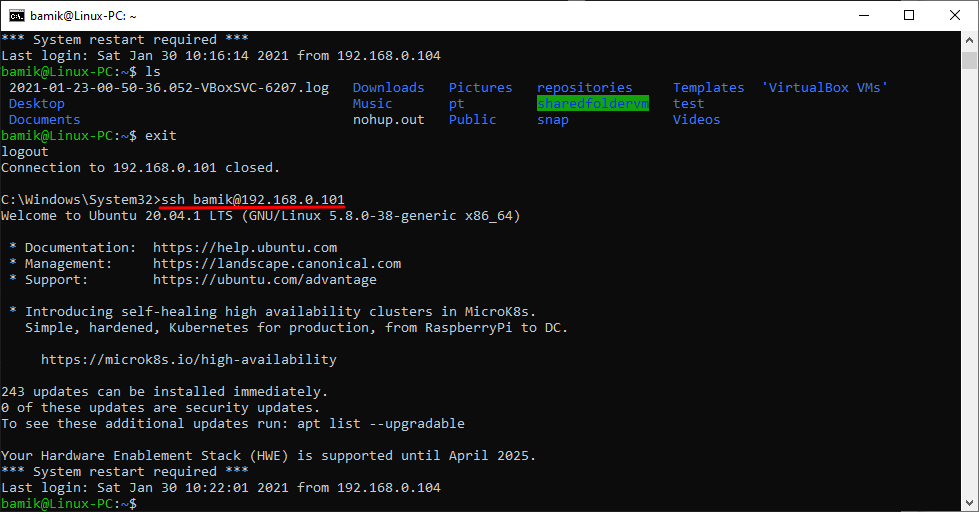 bamik@Linux-PC: ~
*** System restart required ***
Last login: Sat Jan 30 10:16:14 2021 from 192.168.0.104
bamik@Linux-PC:~$ ls
2021-01-23-00-50-36.052-VBoxSVC-6207.log Downloads Pictures repositories Templates 'VirtualBox VMs'
Desktop Music pt sharedfoldervm test
Documents nohup.out Public snap Videos
bamik@Linux-PC:~$ exit
logout
Connection to 192.168.0.101 closed.
C:\Windows\System32>ssh bamik@192.168.0.101
Welcome to Ubuntu 20.04.1 LTS (GNU/Linux 5.8.0-38-generic x86_64)
* Documentation: https://help.ubuntu.com
* Management: https://landscape.canonical.com
* Support: https://ubuntu.com/advantage
* Introducing self-healing high availability clusters in MicroK8s.
Simple, hardened, Kubernetes for production, from RaspberryPi to DC.
https://microk8s.io/high-availability
243 updates can be installed immediately.
0 of these updates are security updates.
To see these additional updates run: apt list --upgradable
Your Hardware Enablement Stack (HWE) is supported until April 2025.
*** System restart required ***
Last login: Sat Jan 30 10:22:01 2021 from 192.168.0.104
bamik@Linux-PC:~$